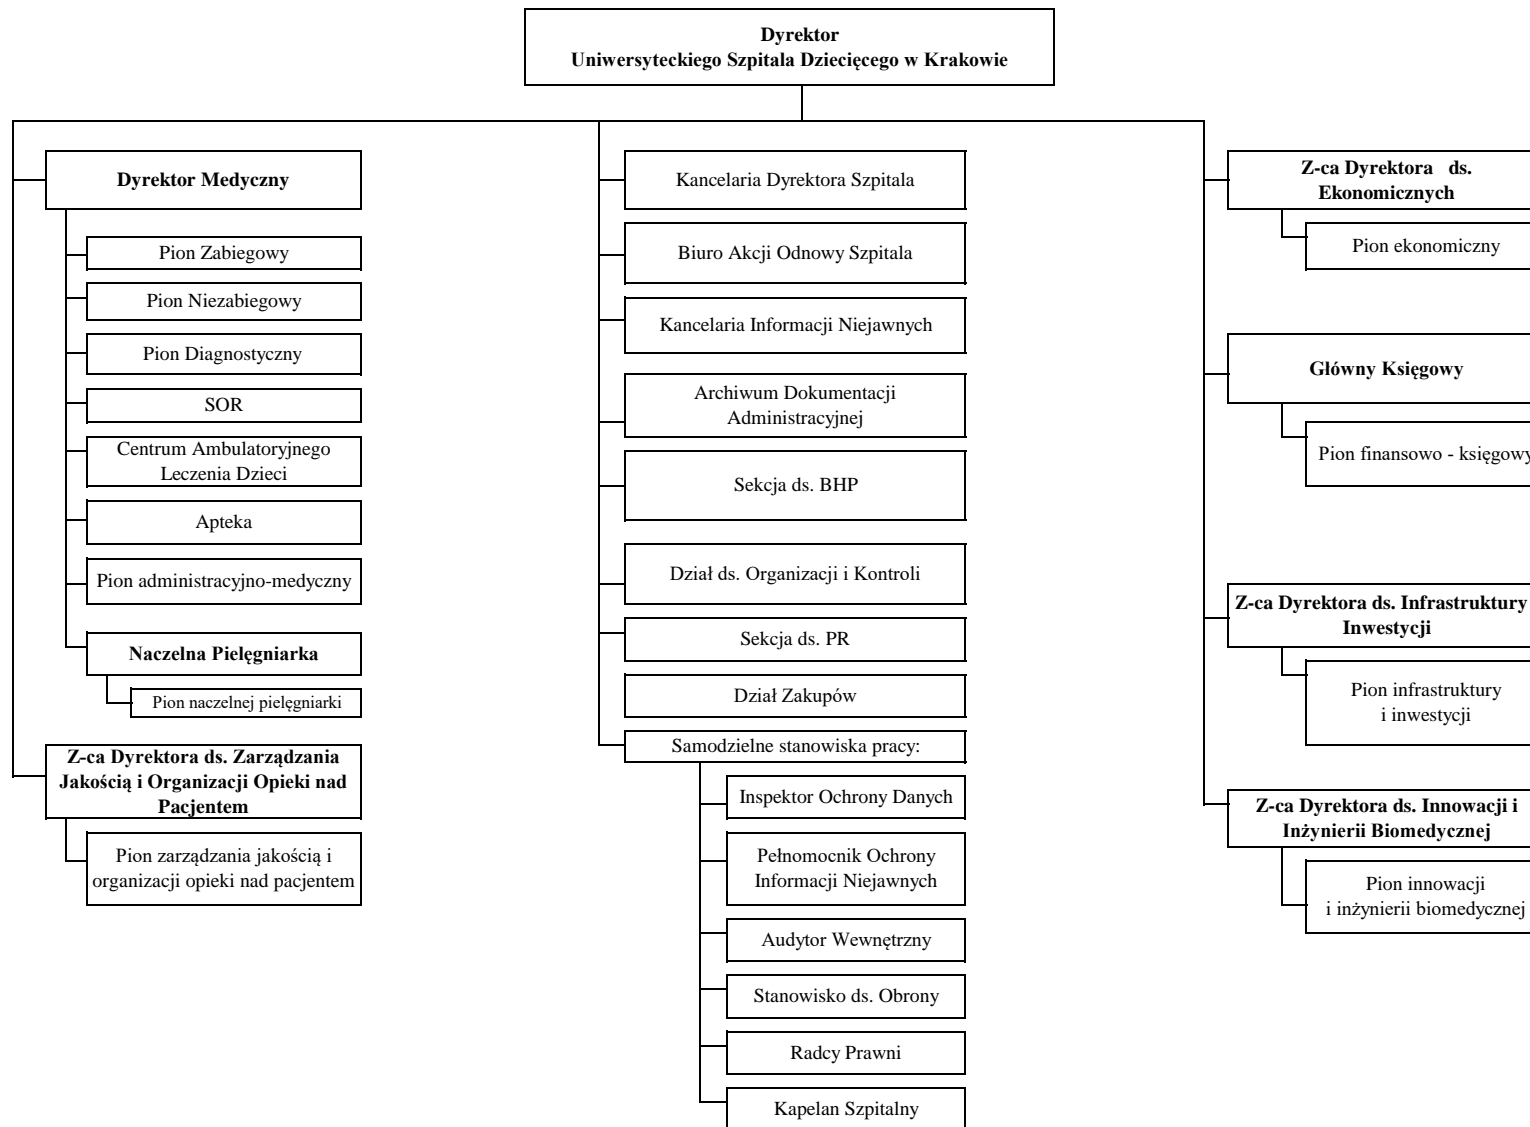 Dyrektor
Uniwersyteckiego Szpitala Dziecięcego w Krakowie
Dyrektor Medyczny
Pion Zabiegowy
Pion Niezabiegowy
Pion Diagnostyczny
SOR
Centrum Ambulatoryjnego
Leczenia Dzieci
Apteka
Pion administracyjno-medyczny
Naczelna Pielęgniarka
Pion naczelnej pielęgniarki
Z-ca Dyrektora ds. Zarządzania
Jakością i Organizacji Opieki nad
Pacjentem
Pion zarządzania jakością i
organizacji opieki nad pacjentem
Kancelaria Dyrektora Szpitala
Biuro Akcji Odnowy Szpitala
Kancelaria Informacji Niejawnych
Archiwum Dokumentacji
Administracyjnej
Sekcja ds. BHP
Dział ds. Organizacji i Kontroli
Sekcja ds. PR
Dział Zakupów
Samodzielne stanowiska pracy:
Inspektor Ochrony Danych
Pełnomocnik Ochrony
Informacji Niejawnych
Audytor Wewnętrzny
Stanowisko ds. Obrony
Radcy Prawni
Kapelan Szpitalny
Z-ca Dyrektora ds.
Ekonomicznych
Pion ekonomiczny
Główny Księgowy
Pion finansowo - księgowy
Z-ca Dyrektora ds. Infrastruktury
Inwestycji
Pion infrastruktury
i inwestycji
Z-ca Dyrektora ds. Innowacji i
Inżynierii Biomedycznej
Pion innowacji
i inżynierii biomedycznej